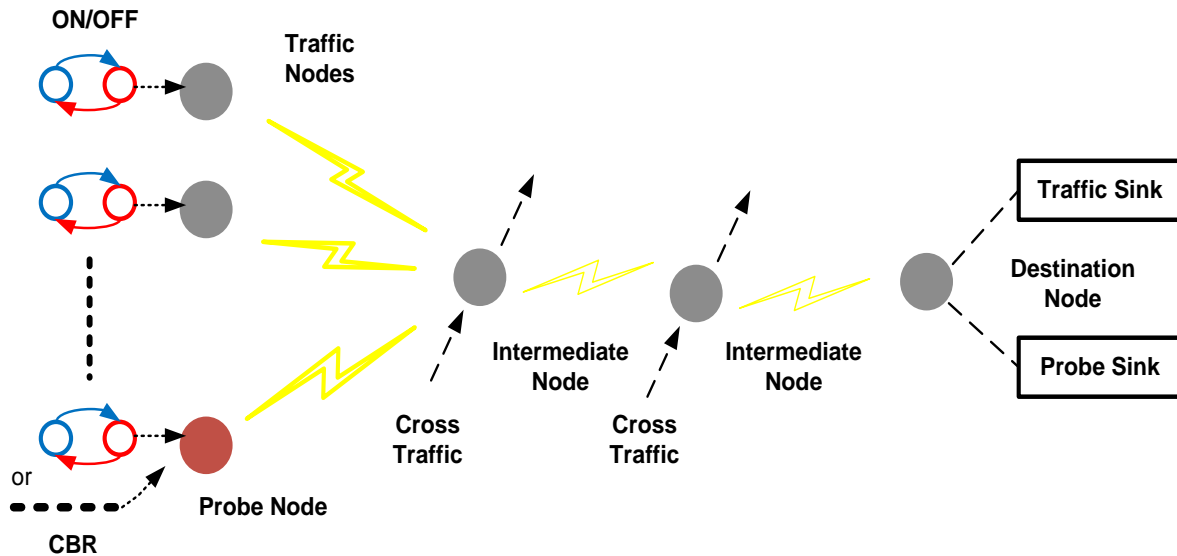 ON/OFF
Traffic
Nodes
Traffic Sink
Destination
Node
Probe Sink
Intermediate
Node
Intermediate
Node
Cross
Traffic
Cross
Traffic
or
Probe Node
CBR